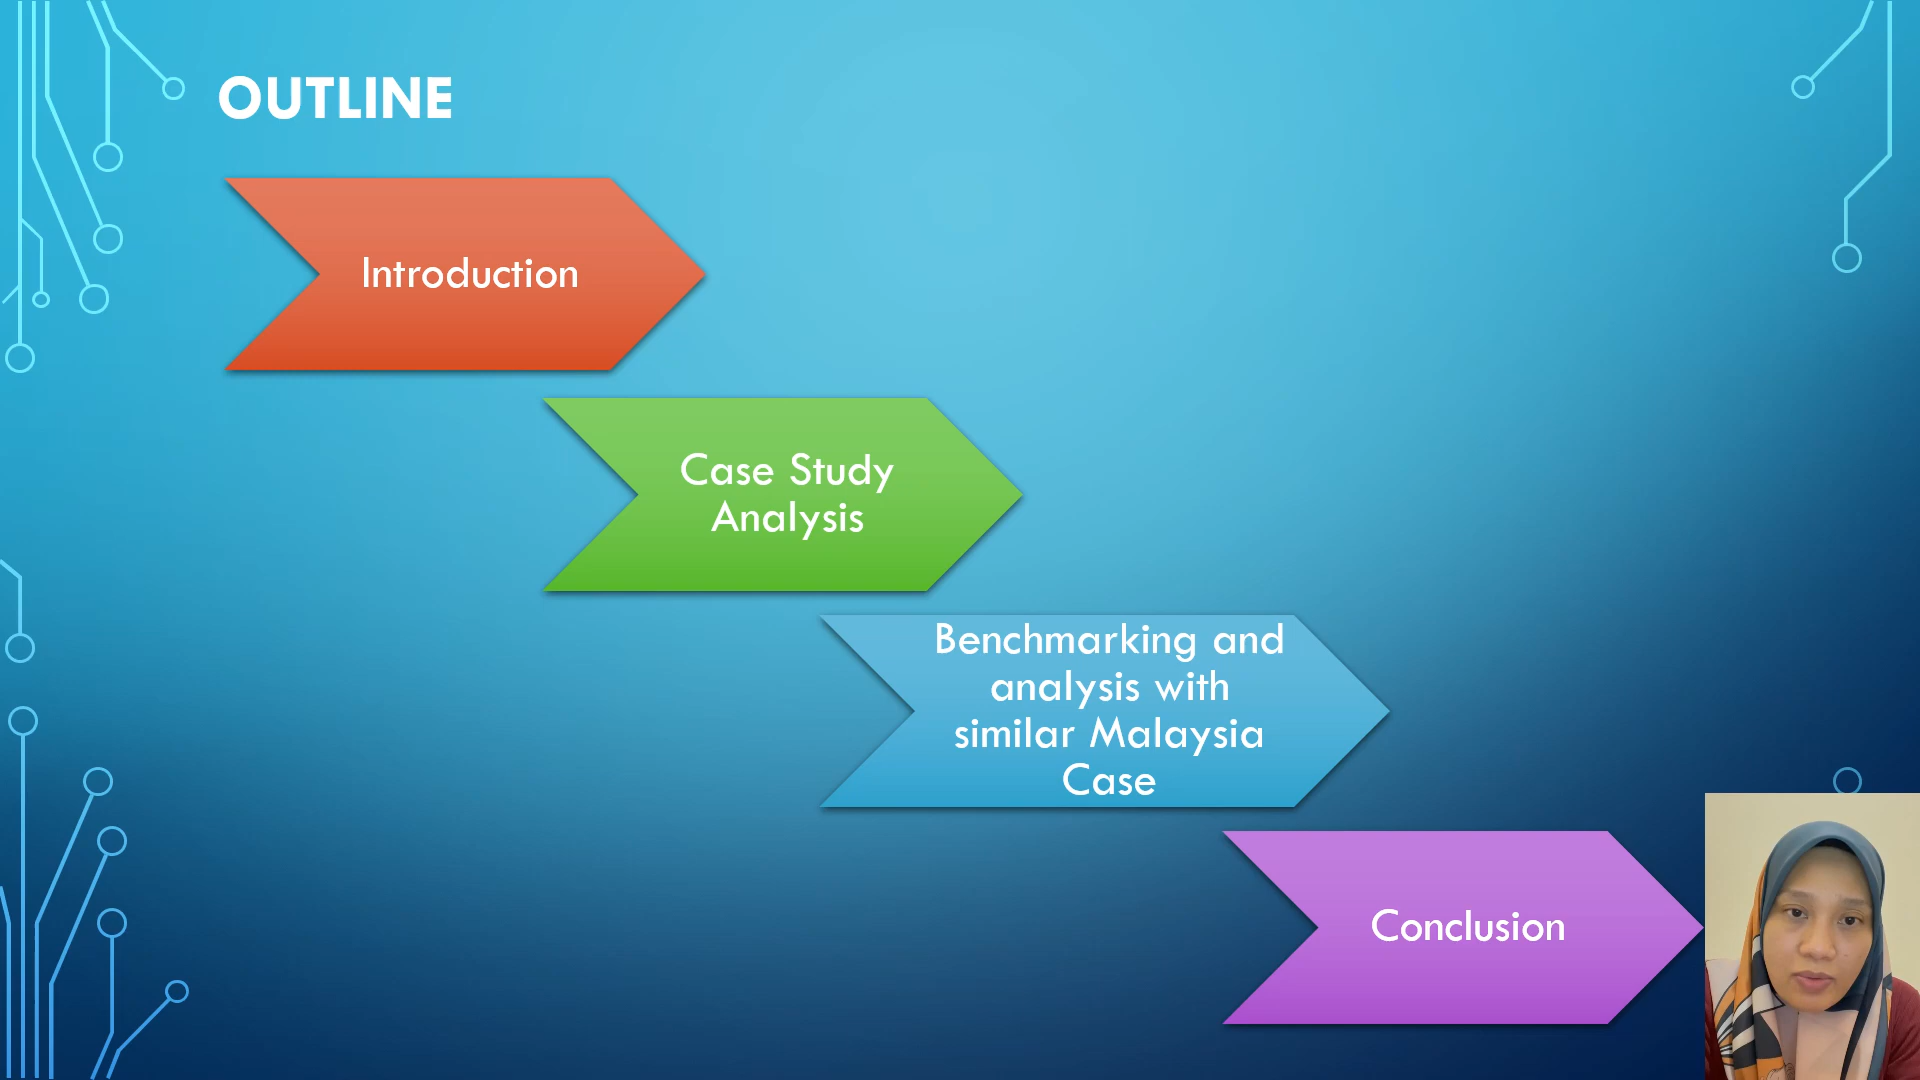 OUTLINE
Introduction
Case Study
Analysis
Benchmarking and
analysis with
similar Malaysia
Case
Conclusion